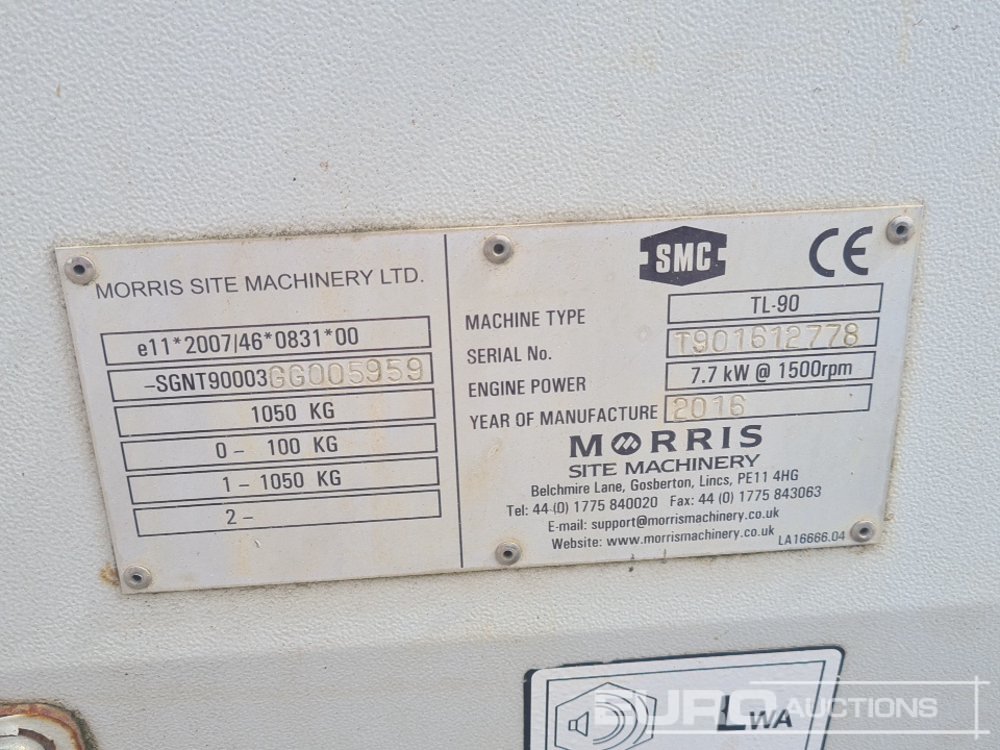 MORRIS SITE MACHINERY LTD.
e11*2007/46*0831*00
-SGNT90003GG005959
1050 KG
0 - 100 KG
1 - 1050 KG
2 -
SMC CE
MACHINE TYPE TL-90
SERIAL No. T901612778
ENGINE POWER 7.7 kW @ 1500rpm
YEAR OF MANUFACTURE 2016
MORRIS
SITE MACHINERY
Belchmire Lane, Gosberton, Lincs, PE11 4HG
Tel: 44 (0) 1775 840020 Fax: 44 (0) 1775 843063
E-mail: support@morrismachinery.co.uk
Website: www.morrismachinery.co.uk
LA16666.04
LWA
EURO AUCTIONS